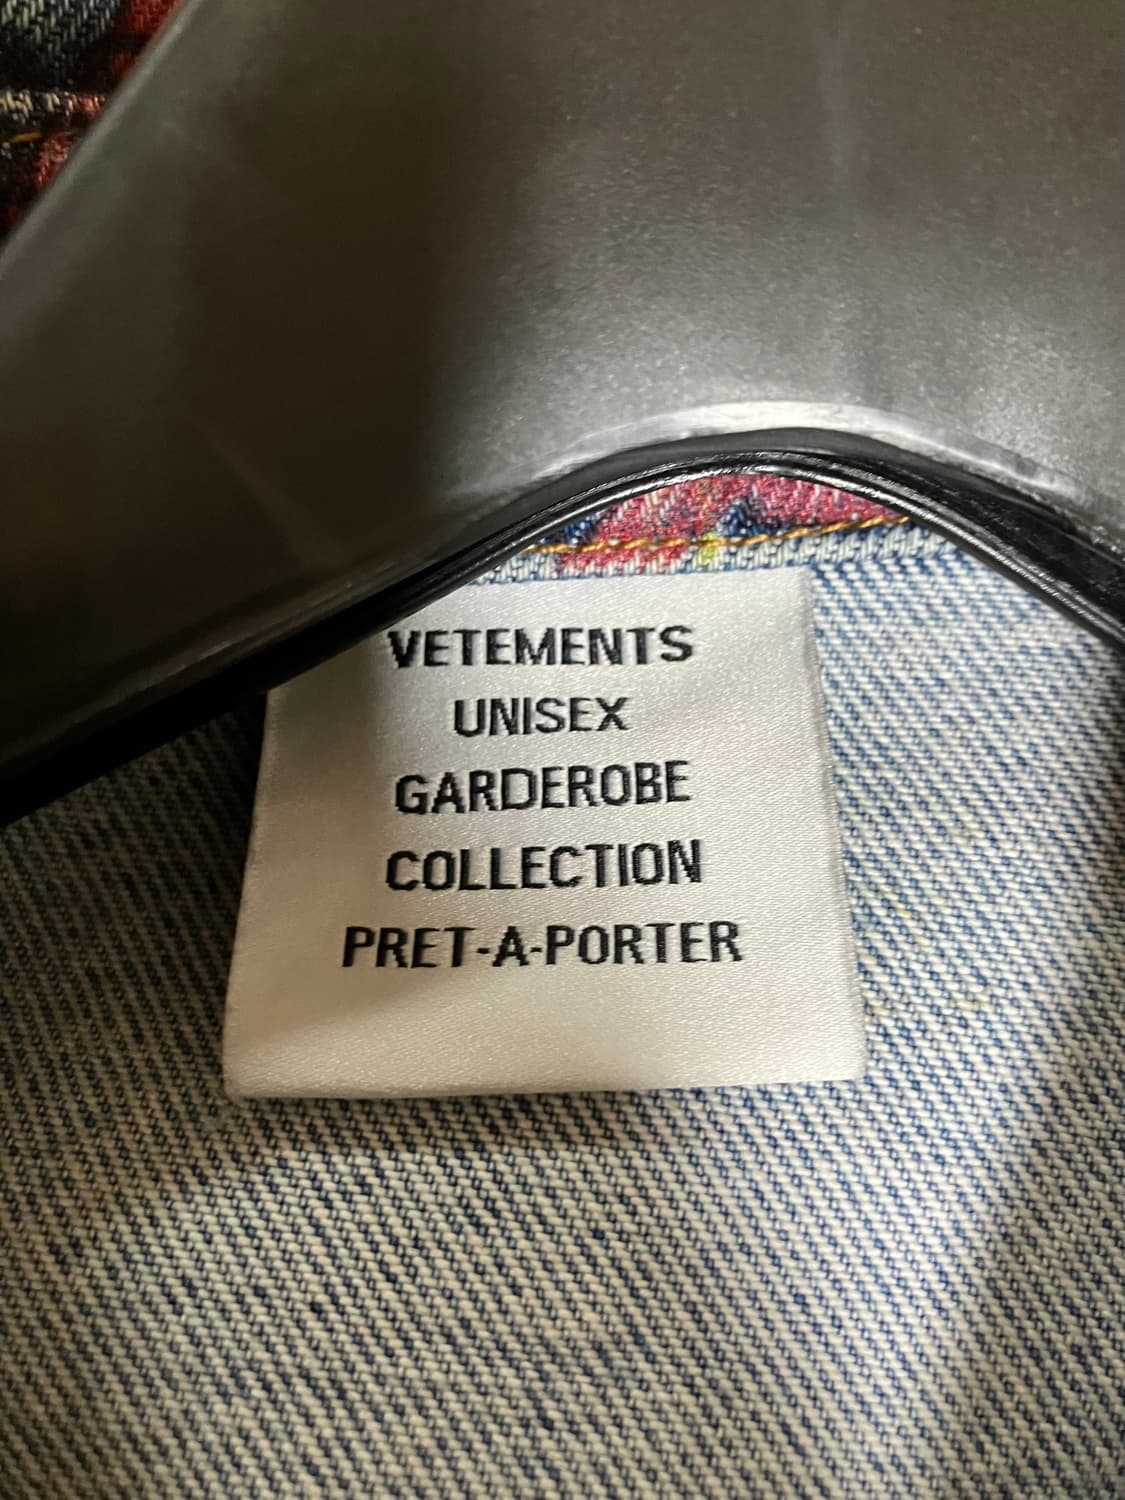 VETEMENTS
UNISEX
GARDEROBE
COLLECTION
PRET-A-PORTER